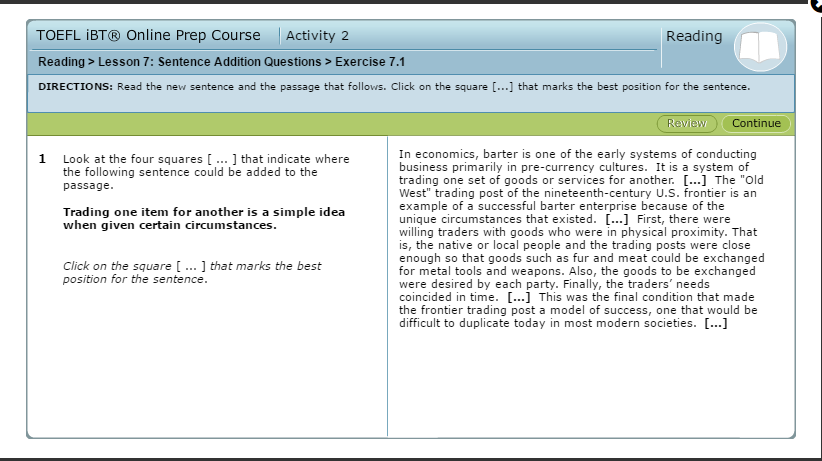 TOEFL iBT® Online Prep Course Activity 2 Reading
Reading > Lesson 7: Sentence Addition Questions > Exercise 7.1
DIRECTIONS: Read the new sentence and the passage that follows. Click on the square [...] that marks the best position for the sentence.
Review Continue
1 Look at the four squares [ ... ] that indicate where
the following sentence could be added to the
passage.
Trading one item for another is a simple idea
when given certain circumstances.
Click on the square [ ... ] that marks the best
position for the sentence.
In economics, barter is one of the early systems of conducting
business primarily in pre-currency cultures. It is a system of
trading one set of goods or services for another. [...] The "Old
West" trading post of the nineteenth-century U.S. frontier is an
example of a successful barter enterprise because of the
unique circumstances that existed. [...] First, there were
willing traders with goods who were in physical proximity. That
is, the native or local people and the trading posts were close
enough so that goods such as fur and meat could be exchanged
for metal tools and weapons. Also, the goods to be exchanged
were desired by each party. Finally, the traders' needs
coincided in time. [...] This was the final condition that made
the frontier trading post a model of success, one that would be
difficult to duplicate today in most modern societies. [...]